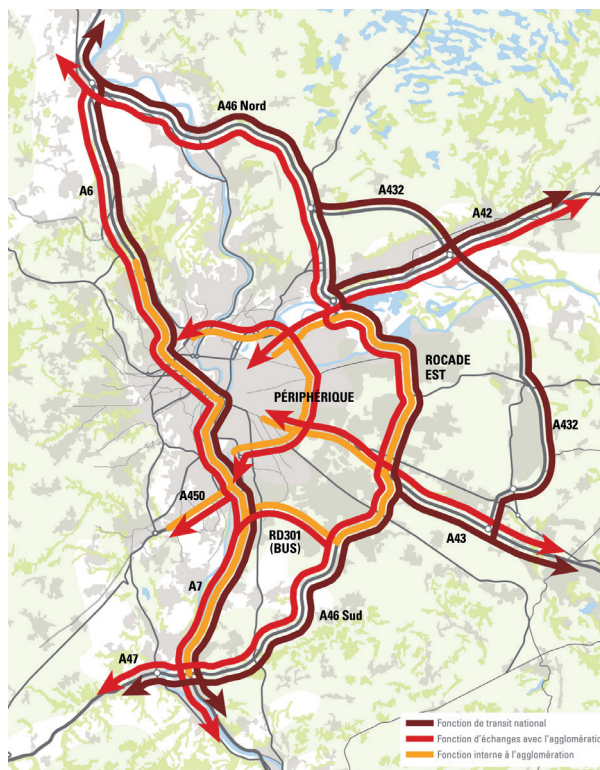 A46 Nord
A6
A432
A42
ROCADE
EST
PÉRIPHÉRIQUE
A432
A450
RD301
(BUS)
A43
A7
A46 Sud
A47
Fonction de transit national
Fonction d'échanges avec l'agglomératio
Fonction interne à l'agglomération